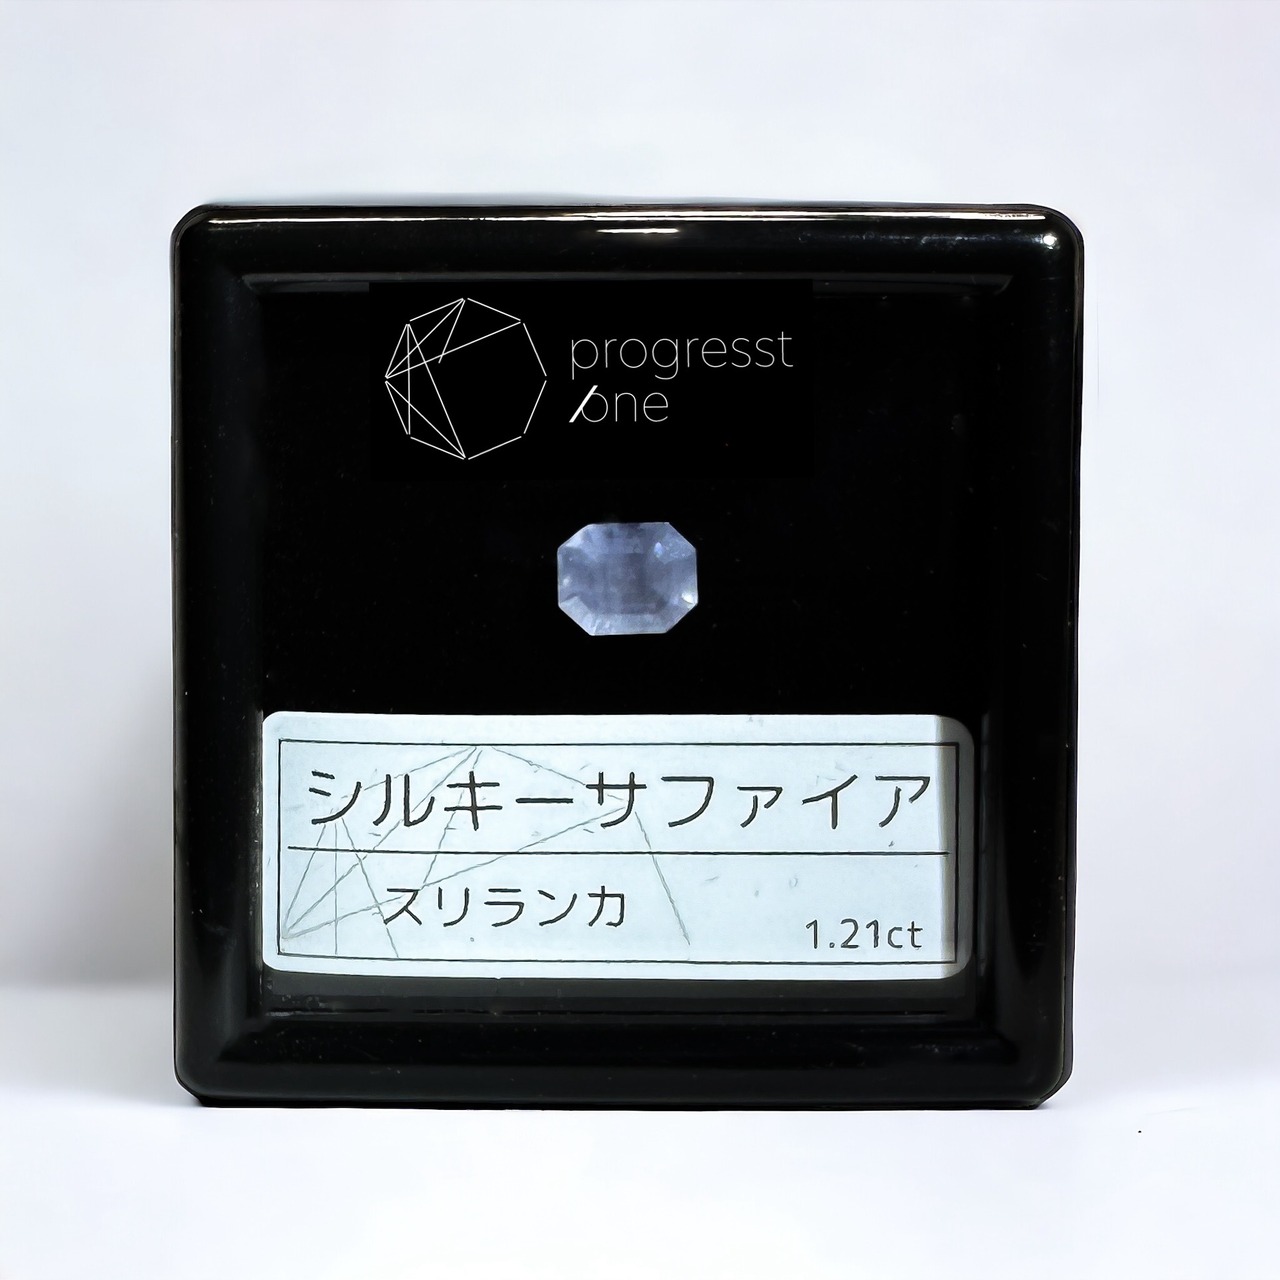 progresst
/one
シルキーサファイア
スリランカ
1.21ct